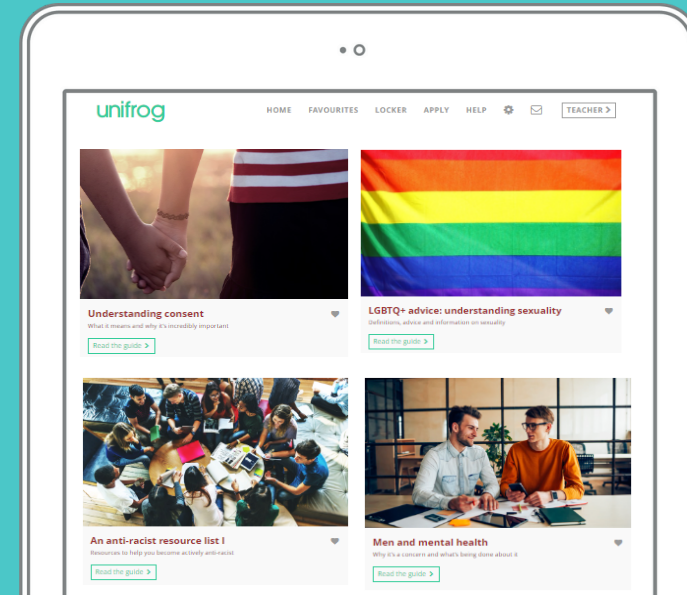 unifrog
HOME FAVOURITES LOCKER APPLY HELP TEACHER >
Understanding consent
What it means and why it's incredibly important
Read the guide >
LGBTQ+ advice: understanding sexuality
Definitions, advice and information on sexuality
Read the guide >
An anti-racist resource list I
Resources to help you become actively anti-racist
Read the guide >
Men and mental health
Why it's a concern and what's being done about it
Read the guide >